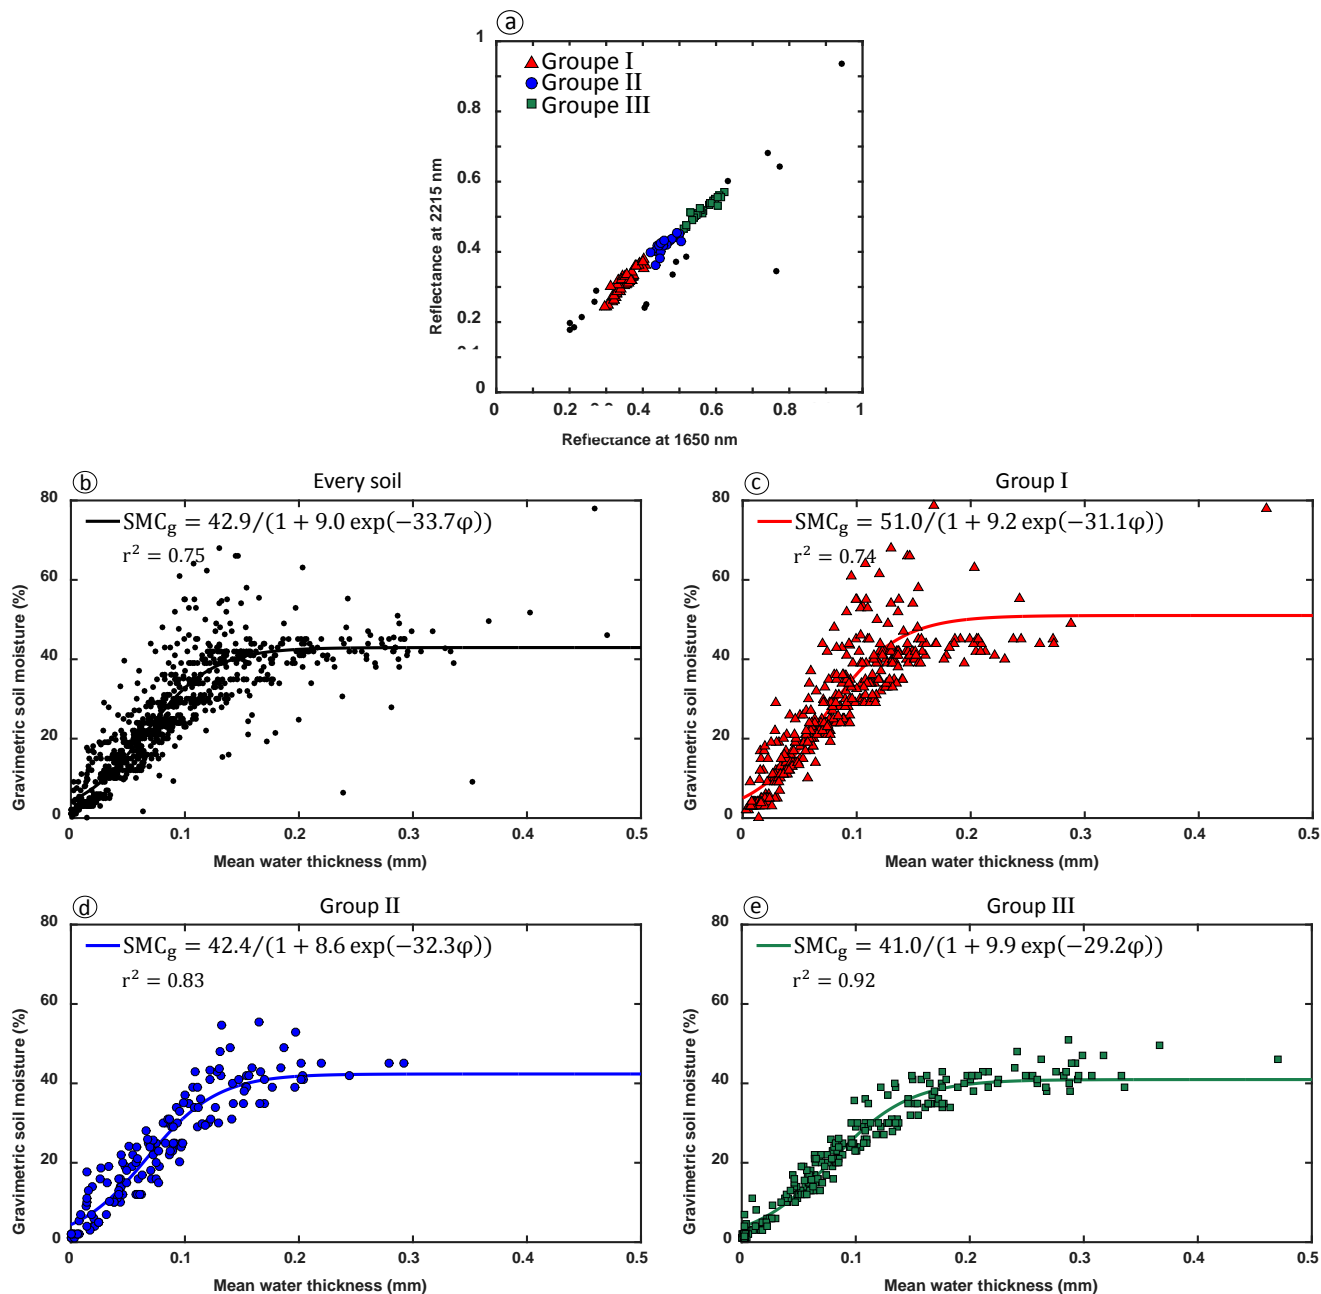 a
1
Groupe I
Groupe II
Groupe III
0.8
0.6
0.4
0.2
0
Reflectance at 2215 nm
0 0.2 0.4 0.6 0.8 1
Reflectance at 1650 nm
b
Every soil
80
60
40
20
0
SMCg = 42.9/(1 + 9.0 exp(−33.7φ))
r² = 0.75
Gravimetric soil moisture (%)
0 0.1 0.2 0.3 0.4 0.5
Mean water thickness (mm)
c
Group I
80
60
40
20
0
SMCg = 51.0/(1 + 9.2 exp(−31.1φ))
r² = 0.74
Gravimetric soil moisture (%)
0 0.1 0.2 0.3 0.4 0.5
Mean water thickness (mm)
d
Group II
80
60
40
20
0
SMCg = 42.4/(1 + 8.6 exp(−32.3φ))
r² = 0.83
Gravimetric soil moisture (%)
0 0.1 0.2 0.3 0.4 0.5
Mean water thickness (mm)
e
Group III
80
60
40
20
0
SMCg = 41.0/(1 + 9.9 exp(−29.2φ))
r² = 0.92
Gravimetric soil moisture (%)
0 0.1 0.2 0.3 0.4 0.5
Mean water thickness (mm)